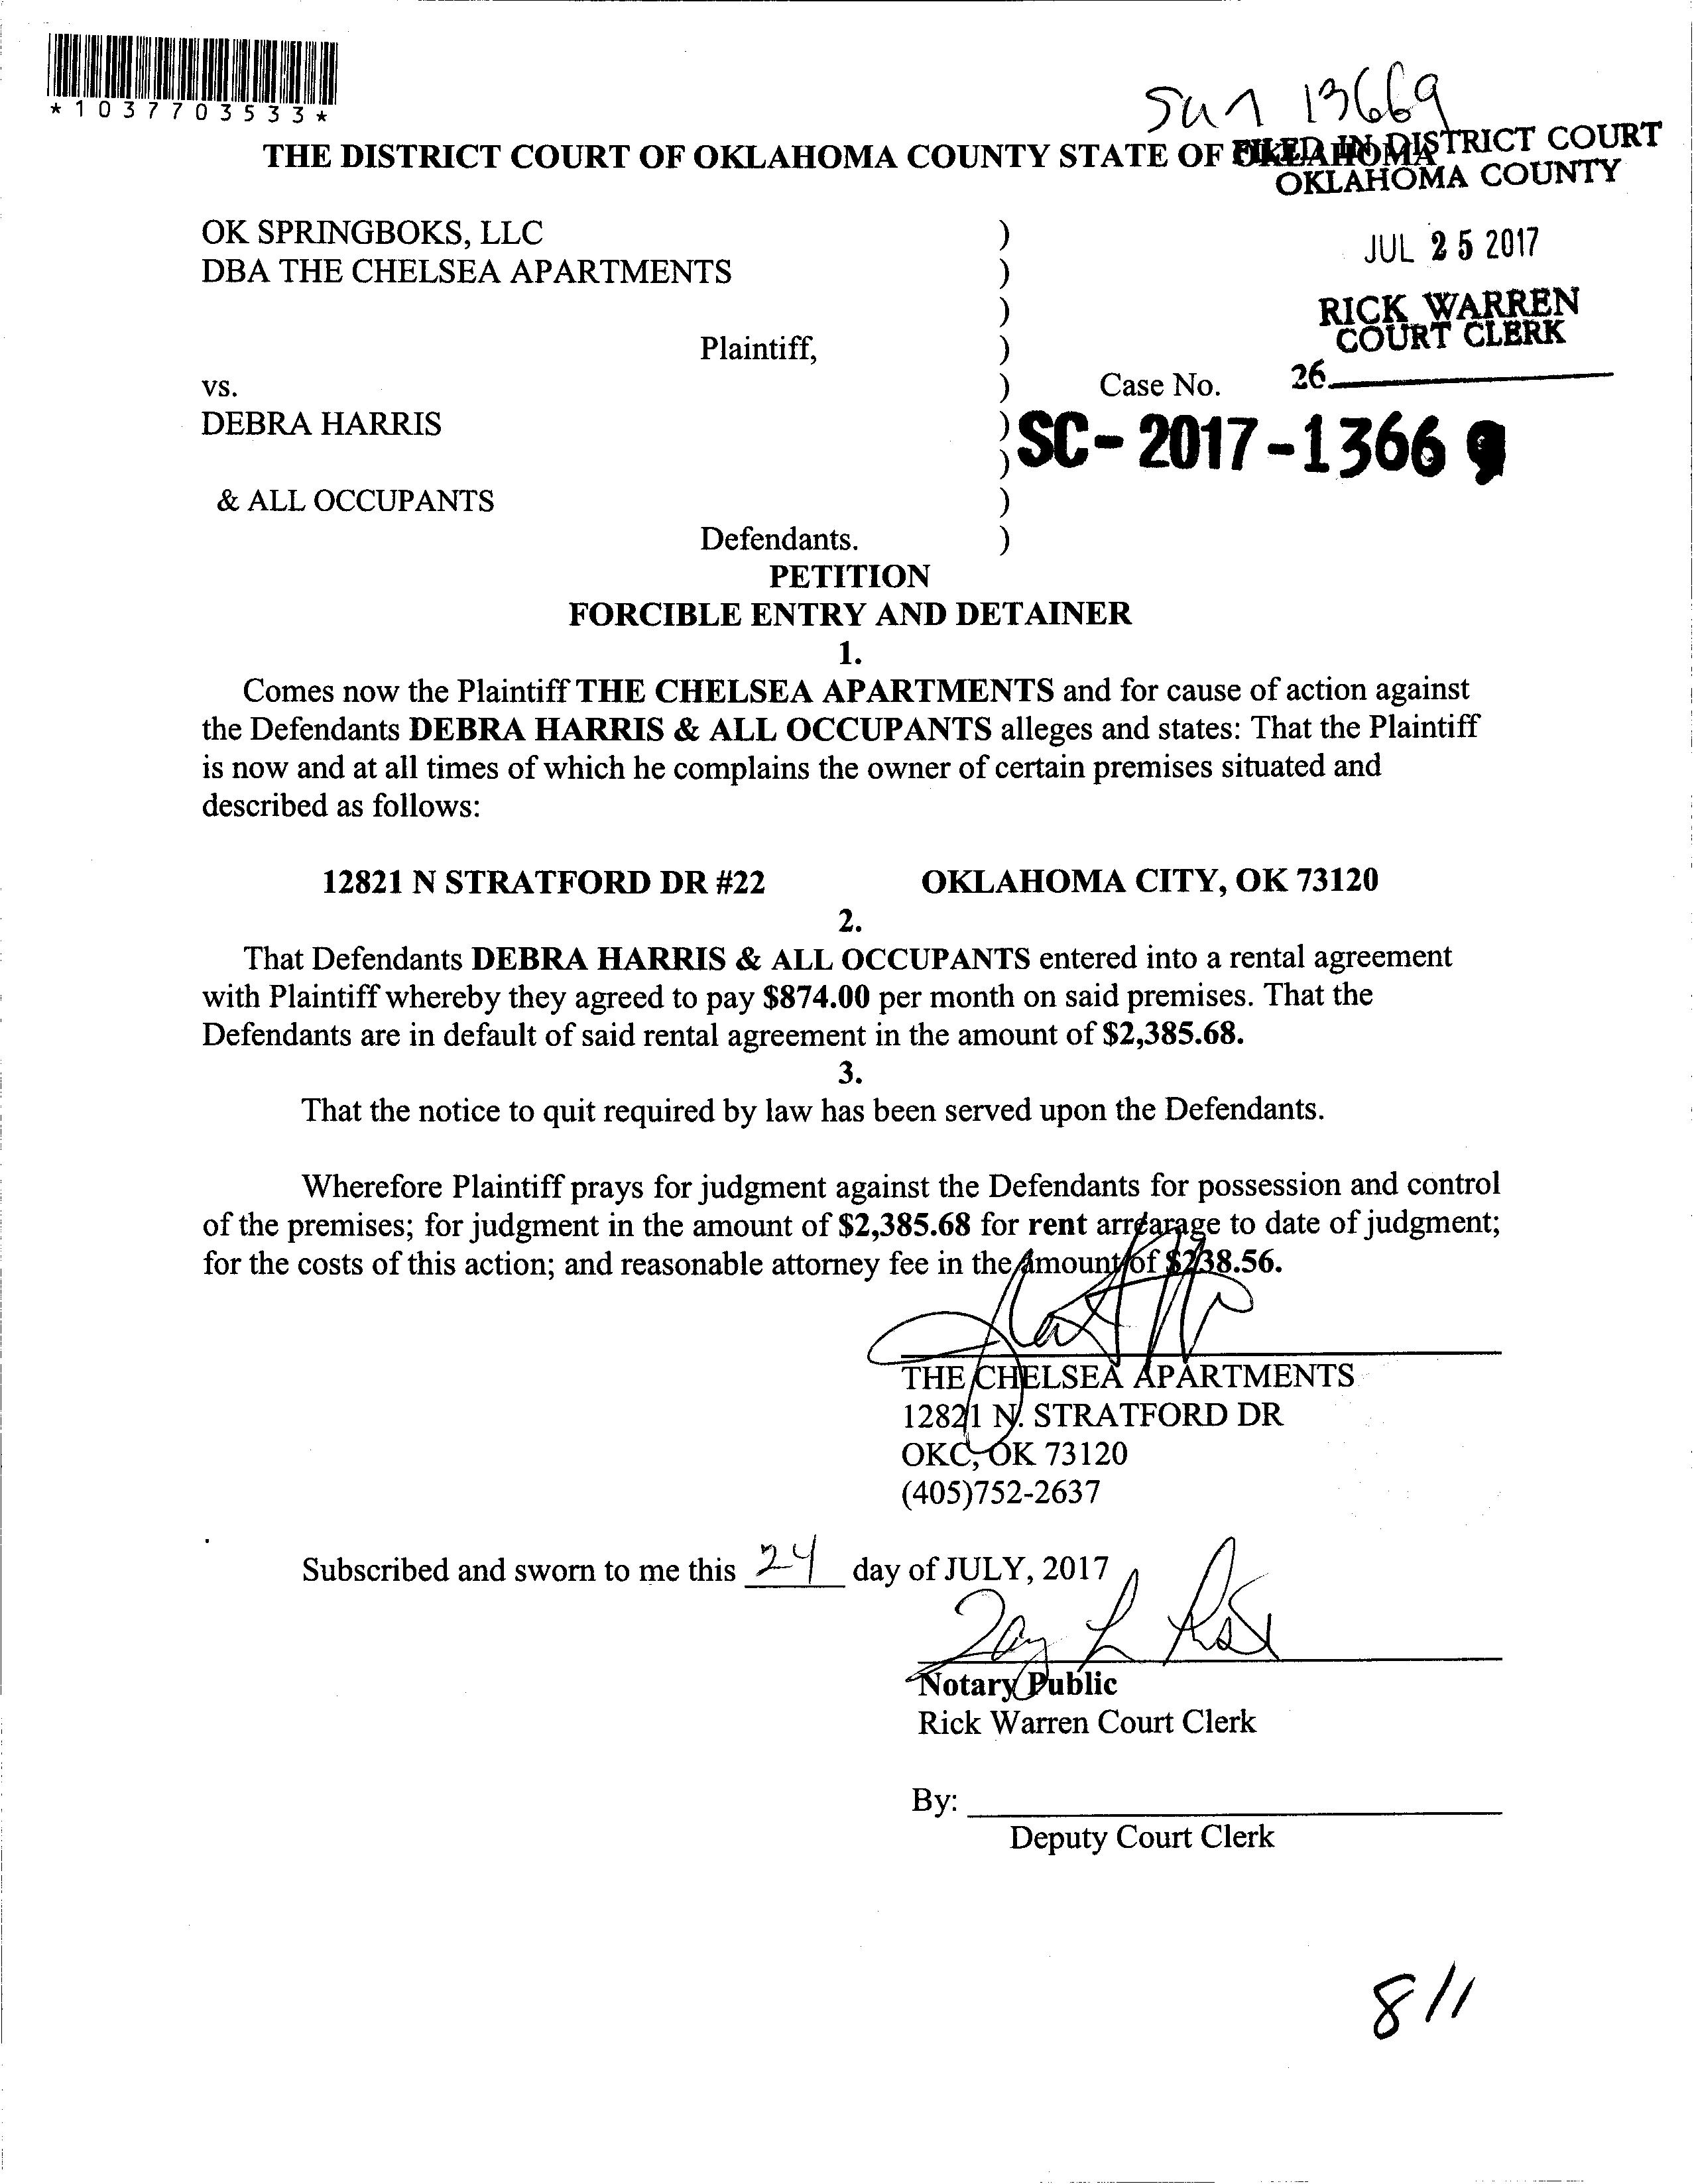 *1037703533*
13669
THE DISTRICT COURT OF OKLAHOMA COUNTY STATE OF OKLAHOMA
FILED IN DISTRICT COURT
OKLAHOMA COUNTY
OK SPRINGBOKS, LLC )
JUL 25 2017
DBA THE CHELSEA APARTMENTS )
)
RICK WARREN
COURT CLERK
Plaintiff, )
vs. ) Case No. 26
DEBRA HARRIS )
SC-2017-13669
)
& ALL OCCUPANTS )
Defendants. )
PETITION
FORCIBLE ENTRY AND DETAINER
1.
Comes now the Plaintiff THE CHELSEA APARTMENTS and for cause of action against
the Defendants DEBRA HARRIS & ALL OCCUPANTS alleges and states: That the Plaintiff
is now and at all times of which he complains the owner of certain premises situated and
described as follows:
12821 N STRATFORD DR #22 OKLAHOMA CITY, OK 73120
2.
That Defendants DEBRA HARRIS & ALL OCCUPANTS entered into a rental agreement
with Plaintiff whereby they agreed to pay $874.00 per month on said premises. That the
Defendants are in default of said rental agreement in the amount of $2,385.68.
3.
That the notice to quit required by law has been served upon the Defendants.
Wherefore Plaintiff prays for judgment against the Defendants for possession and control
of the premises; for judgment in the amount of $2,385.68 for rent arrearage to date of judgment;
for the costs of this action; and reasonable attorney fee in the amount of $238.56.
THE CHELSEA APARTMENTS
12821 N. STRATFORD DR
OKC, OK 73120
(405)752-2637
Subscribed and sworn to me this 24 day of JULY, 2017
Notary Public
Rick Warren Court Clerk
By:
Deputy Court Clerk
8/11